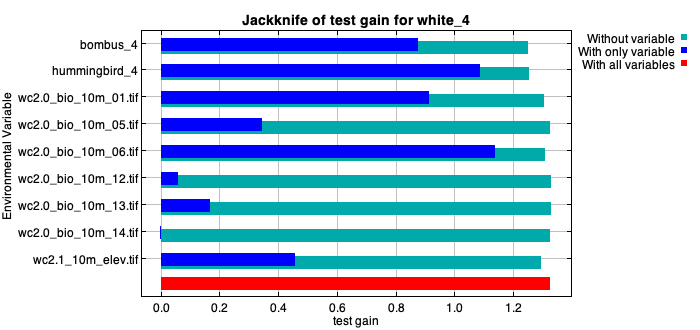 Jackknife of test gain for white_4
Without variable
With only variable
With all variables
Environmental Variable
bombus_4
hummingbird_4
wc2.0_bio_10m_01.tif
wc2.0_bio_10m_05.tif
wc2.0_bio_10m_06.tif
wc2.0_bio_10m_12.tif
wc2.0_bio_10m_13.tif
wc2.0_bio_10m_14.tif
wc2.1_10m_elev.tif
0.0 0.2 0.4 0.6 0.8 1.0 1.2
test gain